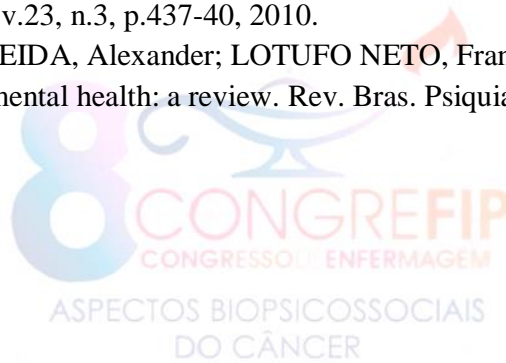 v.23, n.3, p.437-40, 2010.
EIDA, Alexander; LOTUFO NETO, Fran
mental health: a review. Rev. Bras. Psiquia
8 CONGREFIP
CONGRESSO DE ENFERMAGEM
ASPECTOS BIOPSICOSSOCIAIS
DO CÂNCER